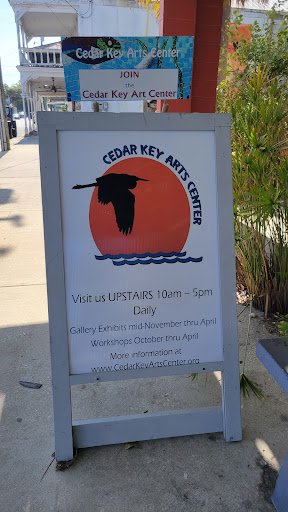 Cedar Key Arts Center
JOIN
the
Cedar Key Art Center
CEDAR KEY ARTS CENTER
Visit us UPSTAIRS 10am – 5pm
Daily
Gallery Exhibits mid-November thru April
Workshops October thru April
More information at
www.CedarKeyArtsCenter.org